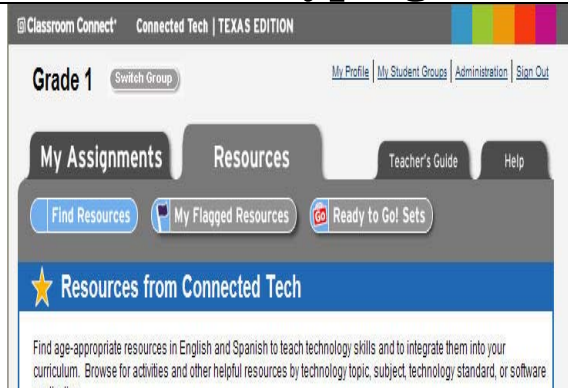 Classroom Connect® Connected Tech | TEXAS EDITION
Grade 1 Switch Group My Profile | My Student Groups | Administration | Sign Out
My Assignments Resources Teacher's Guide Help
Find Resources My Flagged Resources Go Ready to Go! Sets
Resources from Connected Tech
Find age-appropriate resources in English and Spanish to teach technology skills and to integrate them into your
curriculum. Browse for activities and other helpful resources by technology topic, subject, technology standard, or software